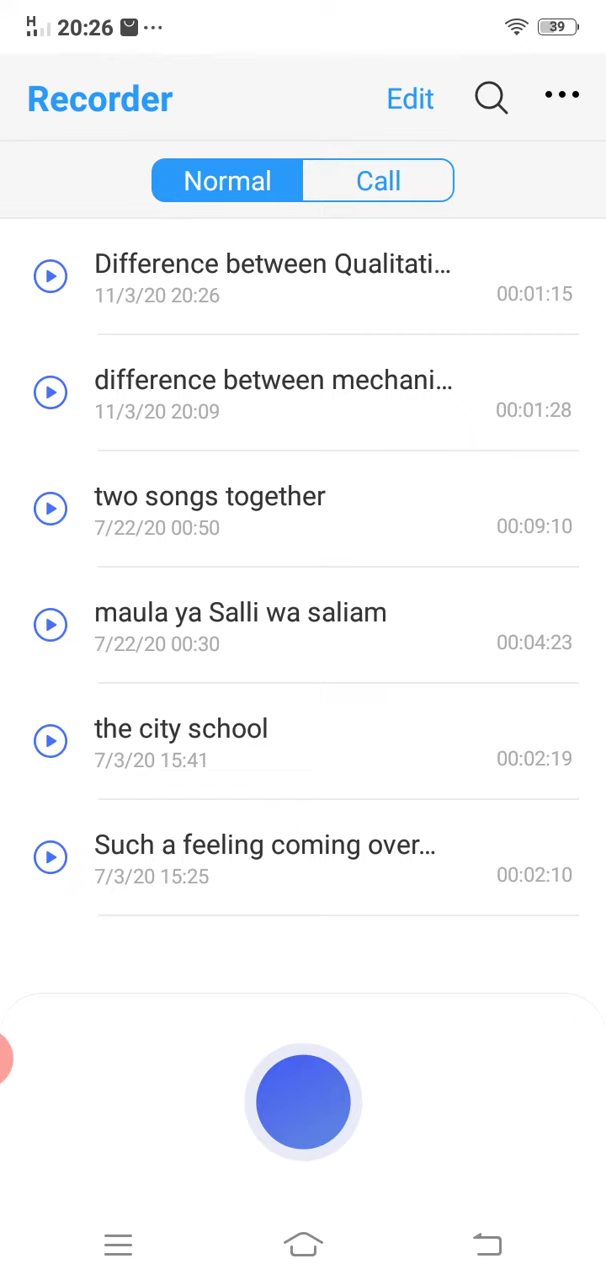 H 20:26 ... 39
Recorder Edit
Normal Call
Difference between Qualitati...
11/3/20 20:26 00:01:15
difference between mechani...
11/3/20 20:09 00:01:28
two songs together
7/22/20 00:50 00:09:10
maula ya Salli wa saliam
7/22/20 00:30 00:04:23
the city school
7/3/20 15:41 00:02:19
Such a feeling coming over...
7/3/20 15:25 00:02:10